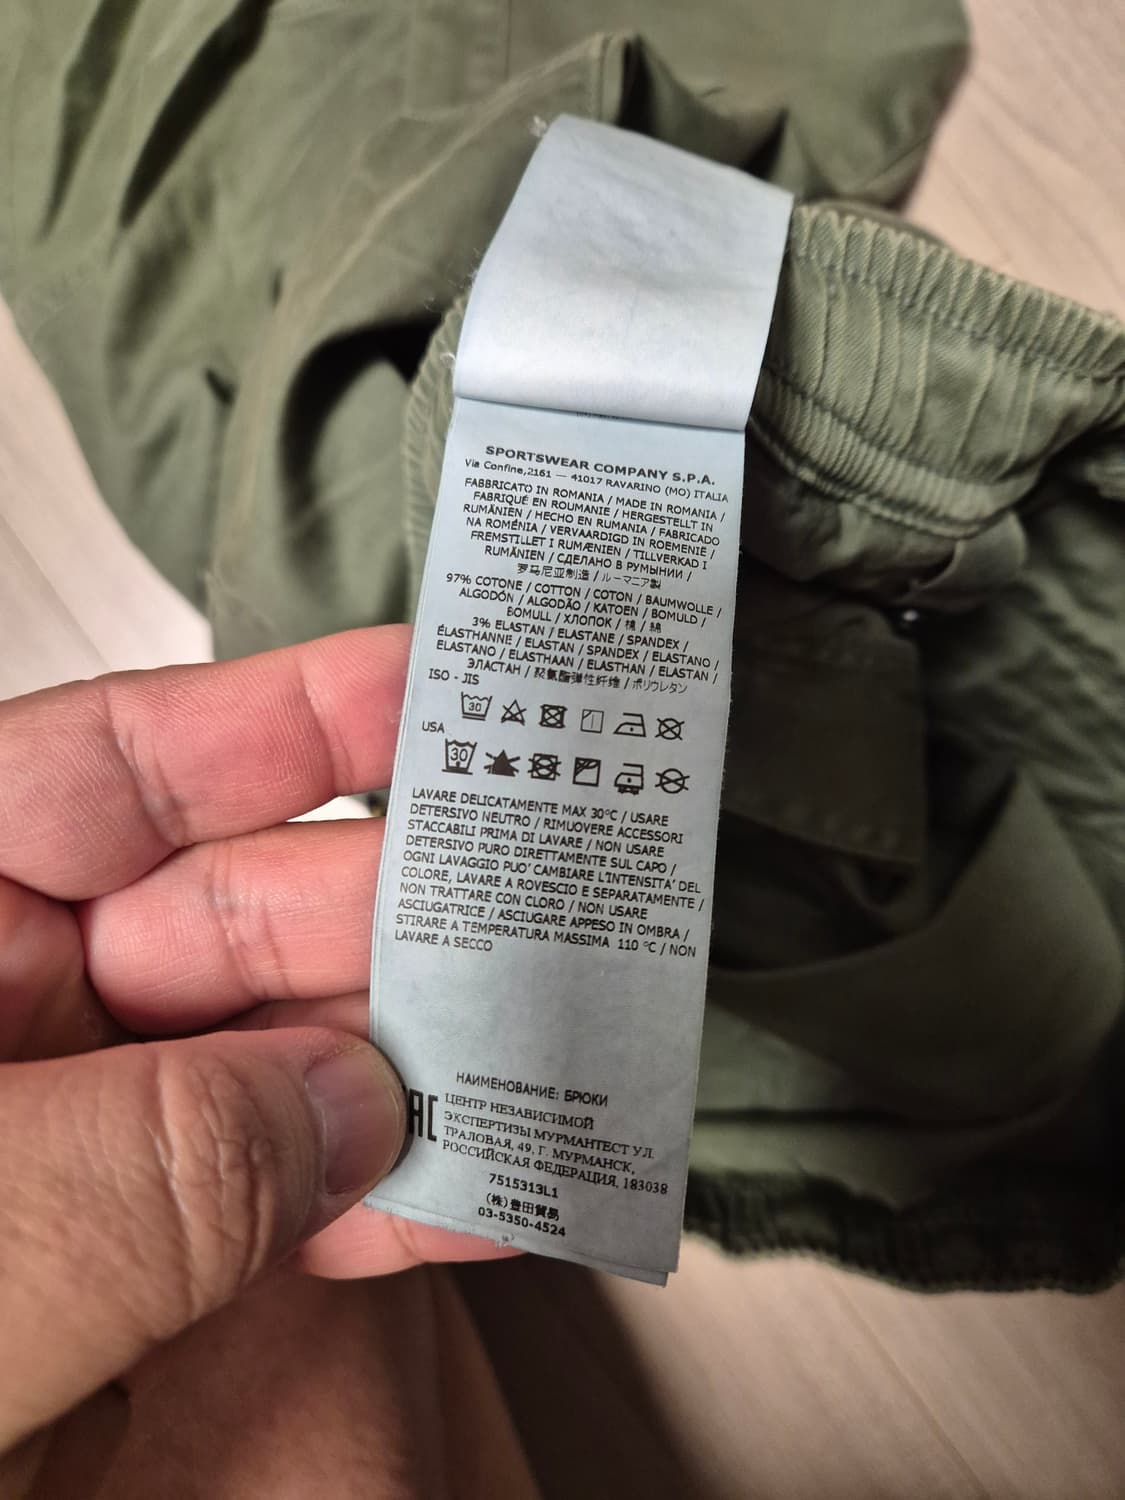 SPORTSWEAR COMPANY S.P.A.
Via Confine,2161 — 41017 RAVARINO (MO) ITALIA
FABBRICATO IN ROMANIA / MADE IN ROMANIA /
FABRIQUÉ EN ROUMANIE / HERGESTELLT IN
RUMÄNIEN / HECHO EN RUMANIA / FABRICADO
NA ROMÉNIA / VERVAARDIGD IN ROEMENIË /
FREMSTILLET I RUMÆNIEN / TILLVERKAD I
RUMÄNIEN / СДЕЛАНО В РУМЫНИИ /
罗马尼亚制造 / ルーマニア製
97% COTONE / COTTON / COTON / BAUMWOLLE /
ALGODÓN / ALGODÃO / KATOEN / BOMULD /
BOMULL / ХЛОПОК / 棉 / 綿
3% ELASTAN / ELASTANE / SPANDEX /
ÉLASTHANNE / ELASTAN / SPANDEX / ELASTANO /
ELASTANO / ELASTHAAN / ELASTHAN / ELASTAN /
ЭЛАСТАН / 聚氨酯弹性纤维 / ポリウレタン
ISO - JIS
30
USA
30
LAVARE DELICATAMENTE MAX 30°C / USARE
DETERSIVO NEUTRO / RIMUOVERE ACCESSORI
STACCABILI PRIMA DI LAVARE / NON USARE
DETERSIVO PURO DIRETTAMENTE SUL CAPO /
OGNI LAVAGGIO PUO' CAMBIARE L'INTENSITA' DEL
COLORE, LAVARE A ROVESCIO E SEPARATAMENTE /
NON TRATTARE CON CLORO / NON USARE
ASCIUGATRICE / ASCIUGARE APPESO IN OMBRA /
STIRARE A TEMPERATURA MASSIMA 110 °C / NON
LAVARE A SECCO
НАИМЕНОВАНИЕ: БРЮКИ
ЦЕНТР НЕЗАВИСИМОЙ
ЭКСПЕРТИЗЫ МУРМАНТЕСТ УЛ.
ТРАЛОВАЯ, 49, Г. МУРМАНСК,
РОССИЙСКАЯ ФЕДЕРАЦИЯ, 183038
7515313L1
(株)豊田貿易
03-5350-4524